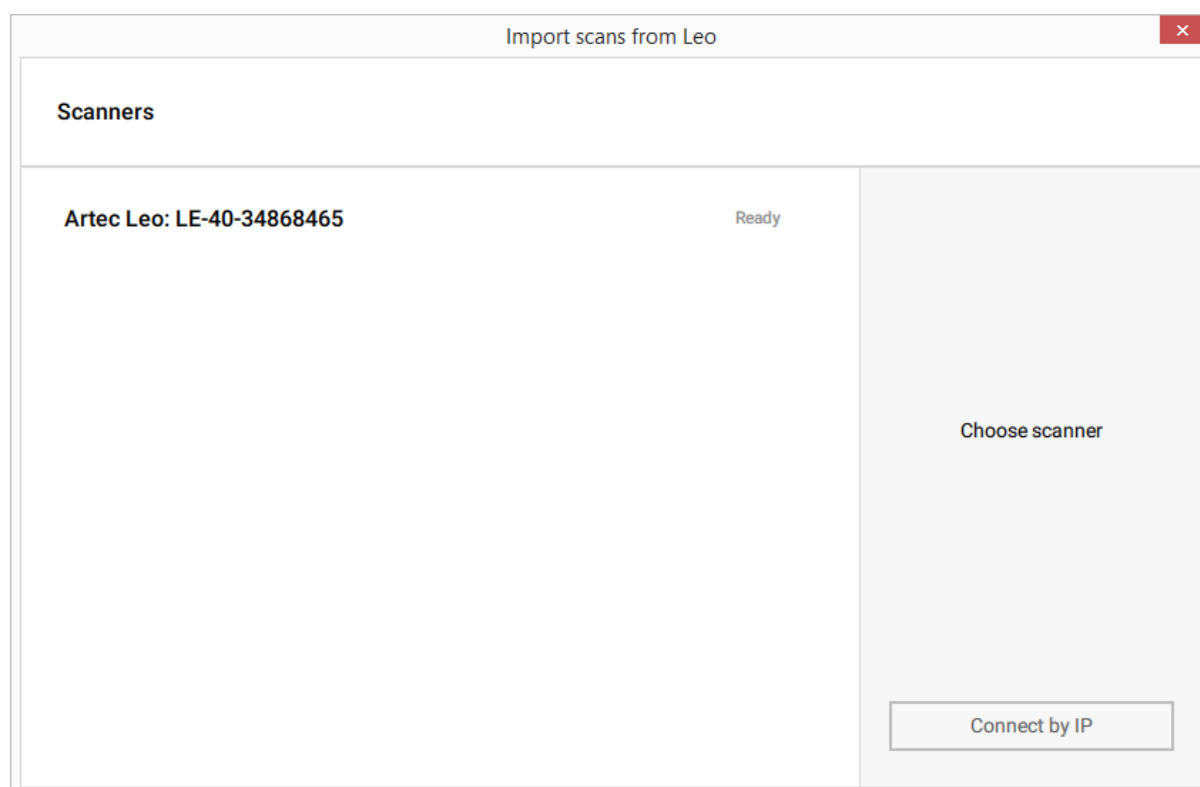 Import scans from Leo
Scanners
Artec Leo: LE-40-34868465 Ready
Choose scanner
Connect by IP